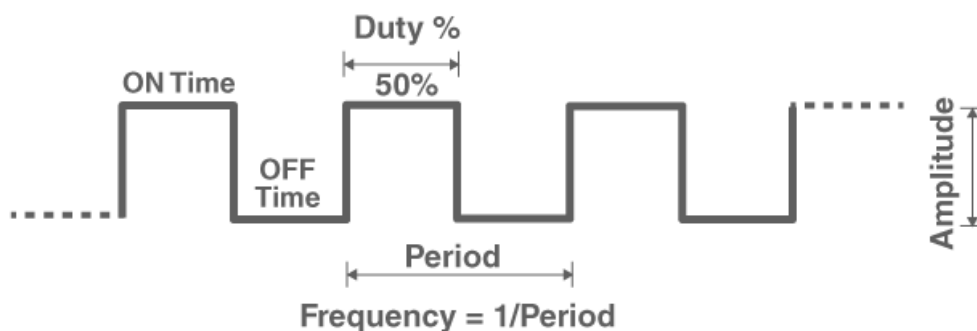 Duty %
ON Time
50%
OFF
Time
Amplitude
Period
Frequency = 1/Period